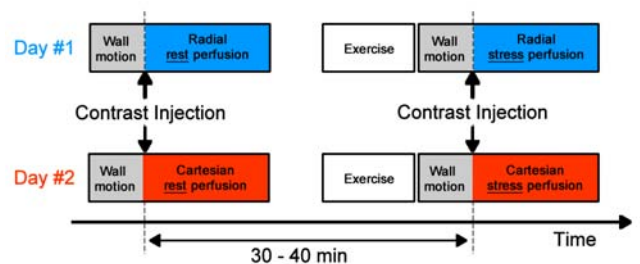 Day #1
Wall
motion
Radial
rest perfusion
Exercise
Wall
motion
Radial
stress perfusion
Contrast Injection
Contrast Injection
Day #2
Wall
motion
Cartesian
rest perfusion
Exercise
Wall
motion
Cartesian
stress perfusion
Time
30 - 40 min